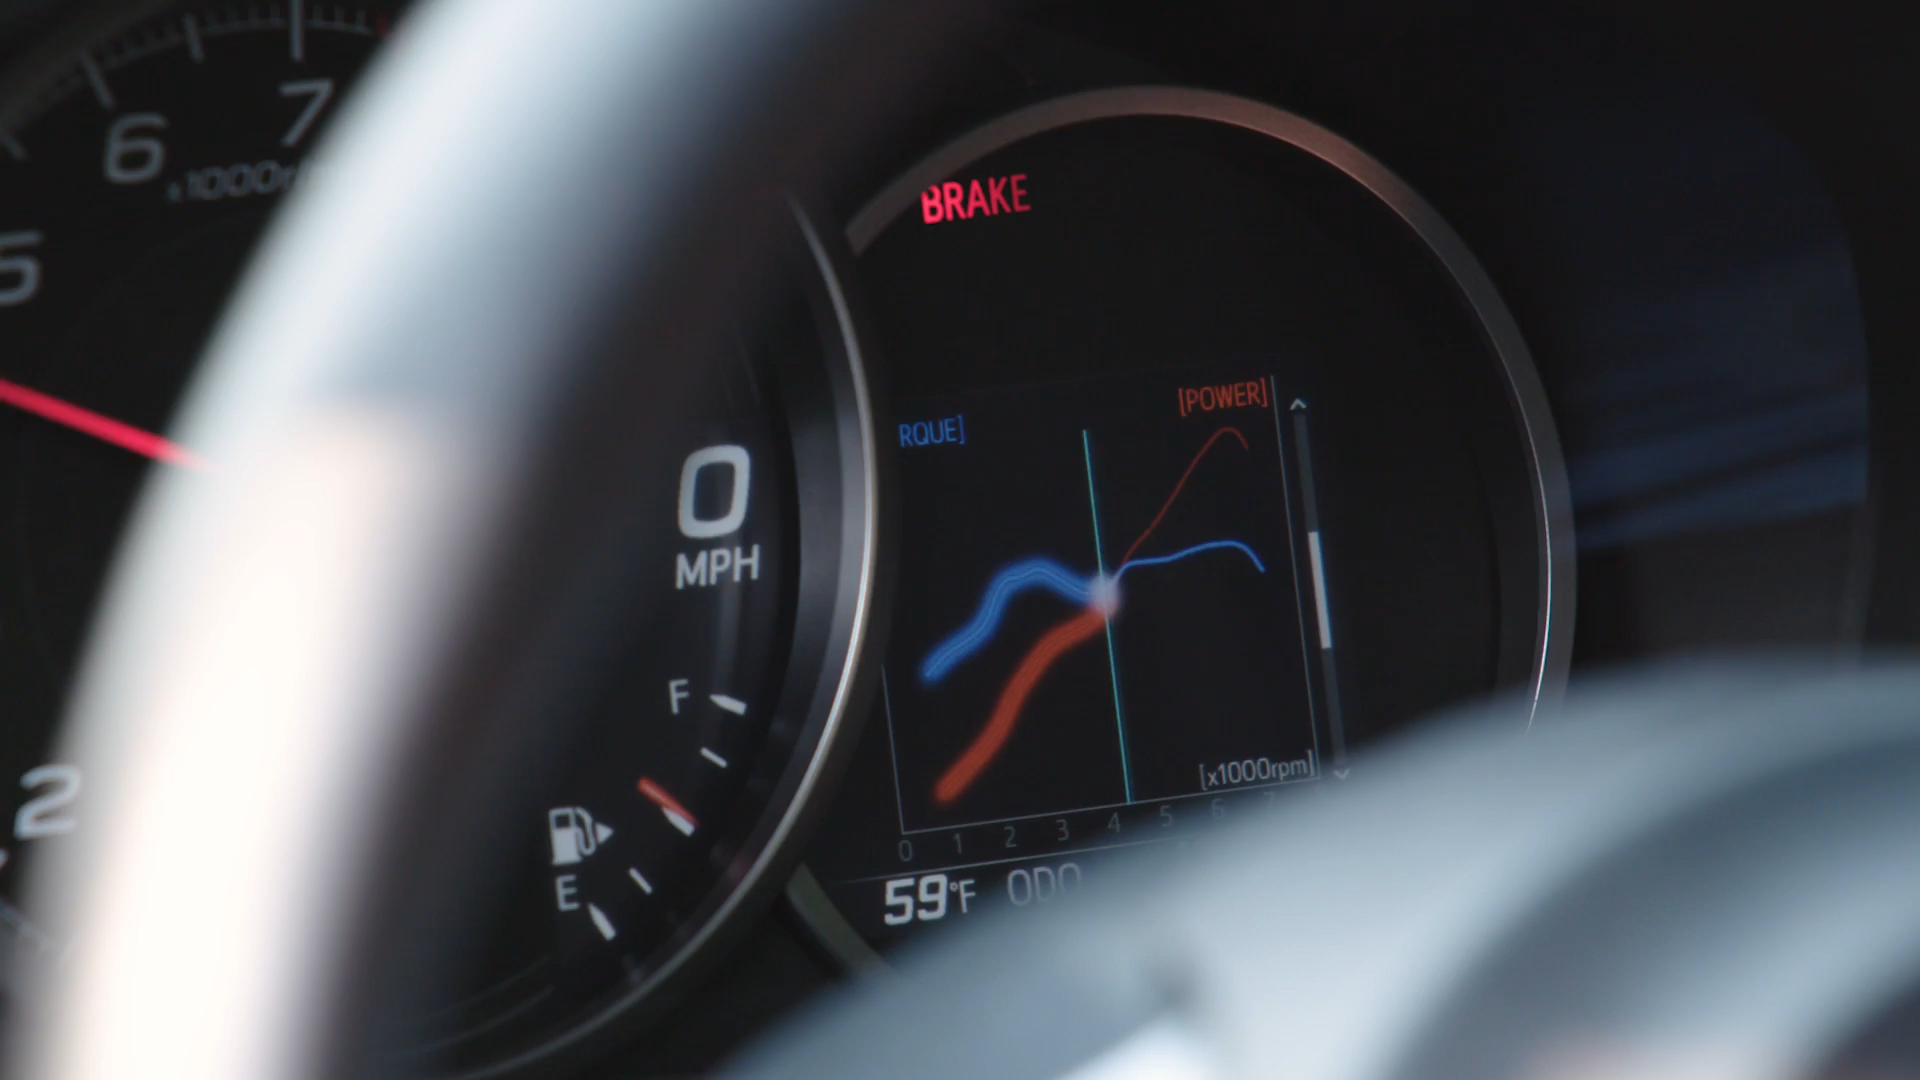 7
6
x1000r
5
2
0
MPH
F
E
BRAKE
RQUE]
[POWER]
[x1000rpm]
0 1 2 3 4 5 6 7
59°F ODO